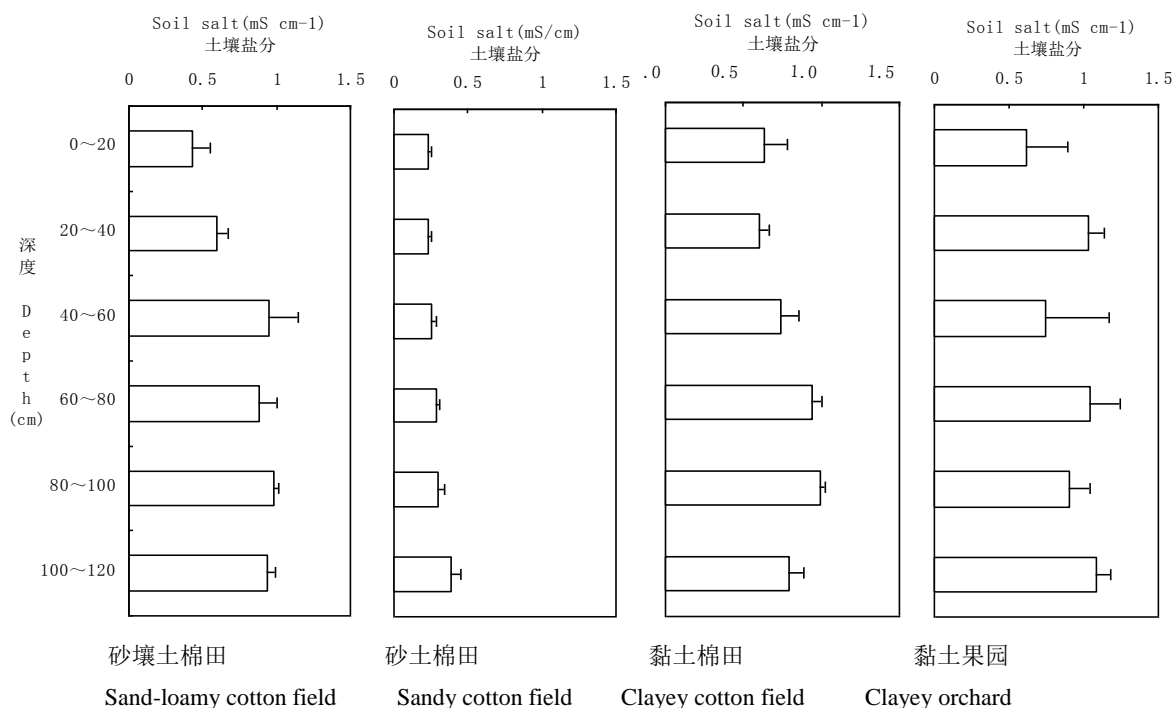 Soil salt(mS cm-1)
土壤盐分
0 0.5 1 1.5
Soil salt(mS/cm)
土壤盐分
0 0.5 1 1.5
Soil salt(mS cm-1)
土壤盐分
.0 0.5 1.0 1.5
Soil salt(mS cm-1)
土壤盐分
0 0.5 1 1.5
深度 Depth (cm)
0～20
20～40
40～60
60～80
80～100
100～120
砂壤土棉田 砂土棉田 黏土棉田 黏土果园
Sand-loamy cotton field Sandy cotton field Clayey cotton field Clayey orchard